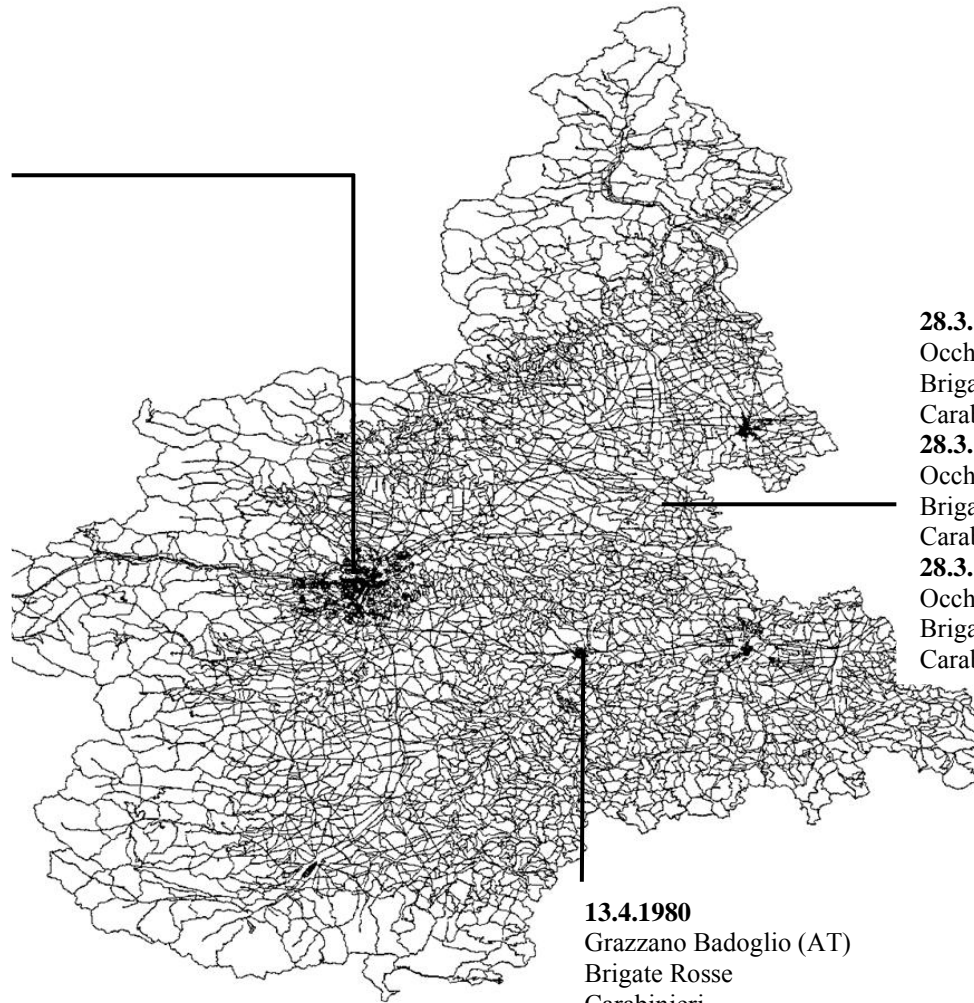 28.3.
Occh
Briga
Carab
28.3.
Occh
Briga
Carab
28.3.
Occh
Briga
Carab
13.4.1980
Grazzano Badoglio (AT)
Brigate Rosse
Carabinieri